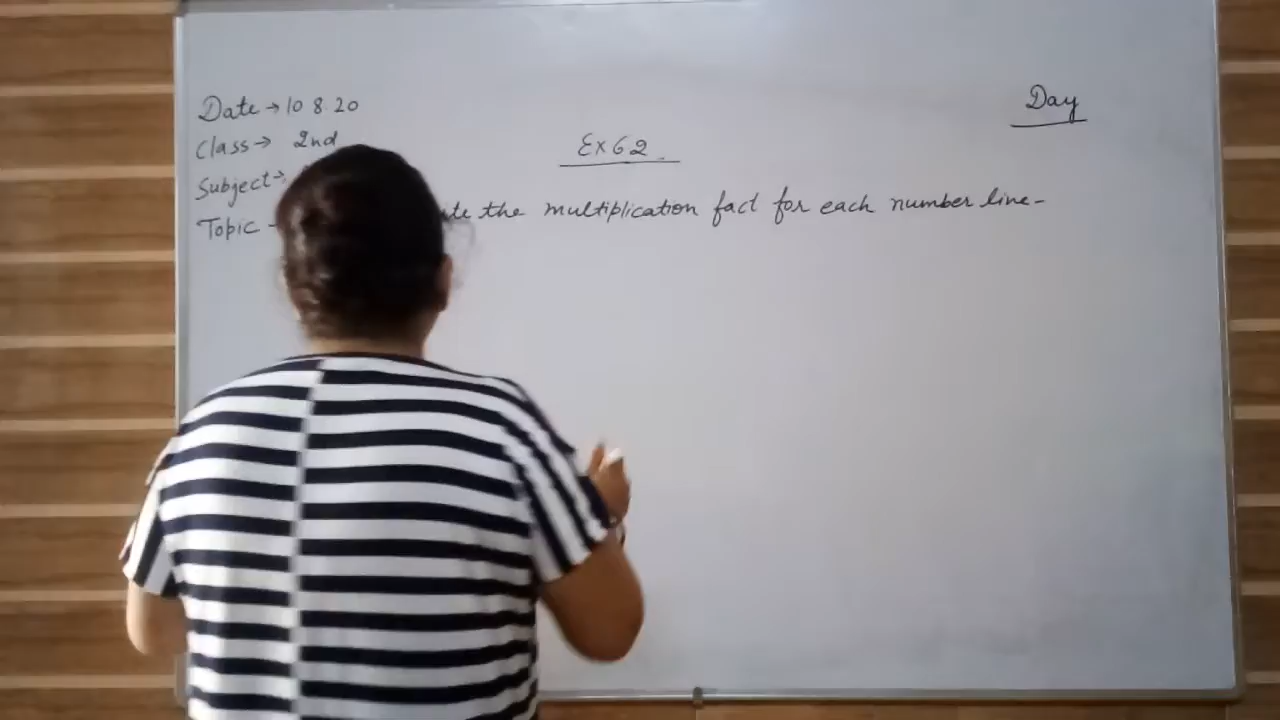 Date → 10 8 20
Day
Class → 2nd
Ex 6 2
Subject →
the multiplication fact for each number line -
Topic -